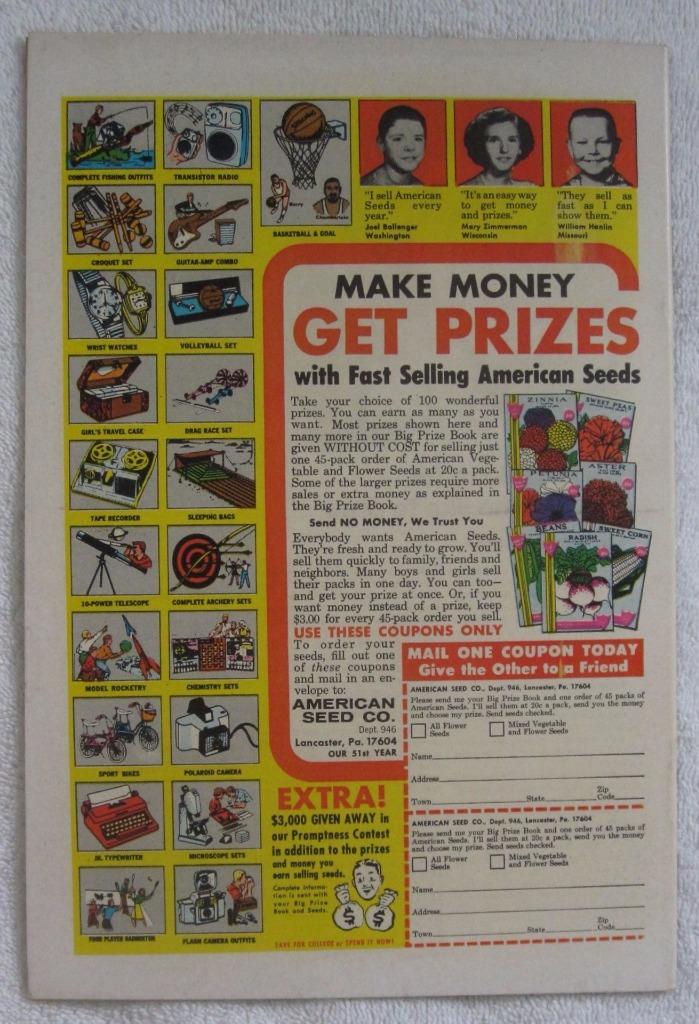 COMPLETE FISHING OUTFITS
TRANSISTOR RADIO
SPALDING
Barry
Chamberlain
BASKETBALL & GOAL
CROQUET SET
GUITAR-AMP COMBO
WRIST WATCHES
VOLLEYBALL SET
GIRL'S TRAVEL CASE
DRAG RACE SET
TAPE RECORDER
SLEEPING BAGS
10-POWER TELESCOPE
COMPLETE ARCHERY SETS
MODEL ROCKETRY
CHEMISTRY SETS
SPORT BIKES
POLAROID CAMERA
JR. TYPEWRITER
MICROSCOPE SETS
FOUR PLAYER BADMINTON
FLASH CAMERA OUTFITS
"I sell American
Seeds every
year."
Joel Ballenger
Washington
"It's an easy way
to get money
and prizes."
Mary Zimmerman
Wisconsin
"They sell as
fast as I can
show them."
William Hanlin
Missouri
MAKE MONEY
GET PRIZES
with Fast Selling American Seeds
Take your choice of 100 wonderful
prizes. You can earn as many as you
want. Most prizes shown here and
many more in our Big Prize Book are
given WITHOUT COST for selling just
one 45-pack order of American Vege-
table and Flower Seeds at 20c a pack.
Some of the larger prizes require more
sales or extra money as explained in
the Big Prize Book.
Send NO MONEY, We Trust You
Everybody wants American Seeds.
They're fresh and ready to grow. You'll
sell them quickly to family, friends and
neighbors. Many boys and girls sell
their packs in one day. You can too—
and get your prize at once. Or, if you
want money instead of a prize, keep
$3.00 for every 45-pack order you sell.
USE THESE COUPONS ONLY
To order your
seeds, fill out one
of these coupons
and mail in an en-
velope to:
AMERICAN
SEED CO.
Dept. 946
Lancaster, Pa. 17604
OUR 51st YEAR
ZINNIA
SWEET PEAS
PETUNIA
ASTER
BEANS
RADISH
SWEET CORN
MAIL ONE COUPON TODAY
Give the Other to a Friend
AMERICAN SEED CO., Dept. 946, Lancaster, Pa. 17604
Please send me your Big Prize Book and one order of 45 packs of
American Seeds. I'll sell them at 20c a pack, send you the money
and choose my prize. Send seeds checked.
All Flower
Seeds
Mixed Vegetable
and Flower Seeds
Name
Address
Town State Zip
Code
AMERICAN SEED CO., Dept. 946, Lancaster, Pa. 17604
Please send me your Big Prize Book and one order of 45 packs of
American Seeds. I'll sell them at 20c a pack, send you the money
and choose my prize. Send seeds checked.
All Flower
Seeds
Mixed Vegetable
and Flower Seeds
Name
Address
Town State Zip
Code
EXTRA!
$3,000 GIVEN AWAY in
our Promptness Contest
in addition to the prizes
and money you
earn selling seeds.
Complete informa-
tion is sent with
your Big Prize
Book and Seeds.
$ $
SAVE FOR COLLEGE or SPEND IT NOW!